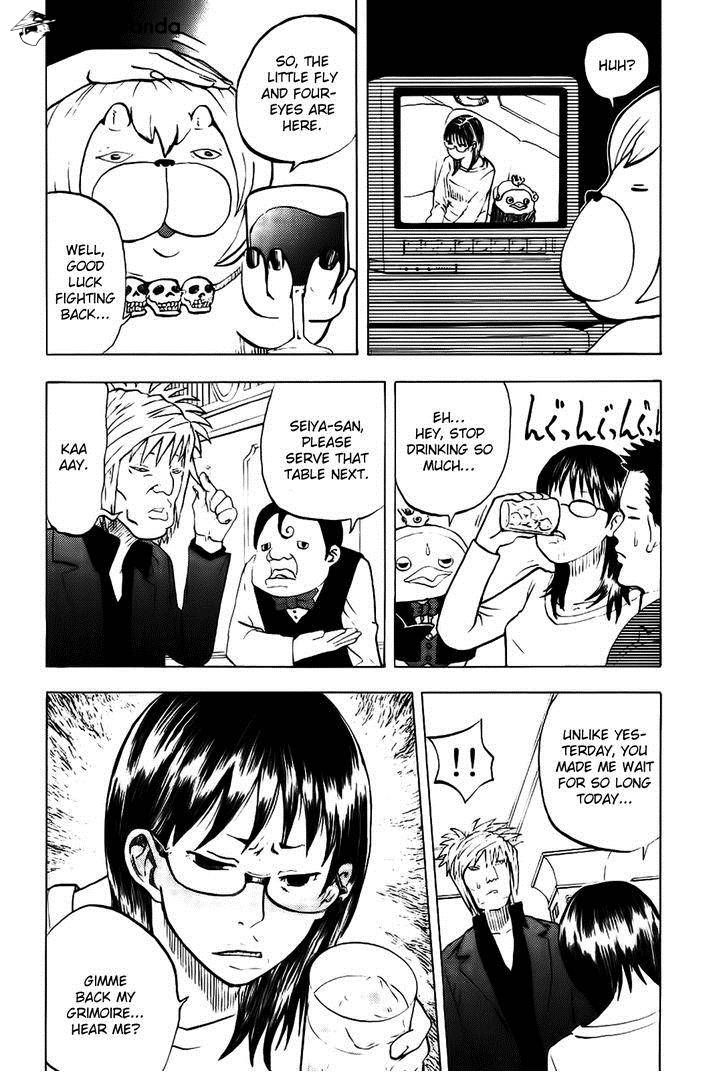 HUH?
SO, THE
LITTLE FLY
AND FOUR-
EYES ARE
HERE.
WELL,
GOOD
LUCK
FIGHTING
BACK...
EH...
HEY, STOP
DRINKING SO
MUCH...
んぐっんぐっんぐっ
SEIYA-SAN,
PLEASE
SERVE THAT
TABLE NEXT.
KAA
AAY.
UNLIKE YES-
TERDAY, YOU
MADE ME WAIT
FOR SO LONG
TODAY...
!!
GIMME
BACK MY
GRIMOIRE...
HEAR ME?